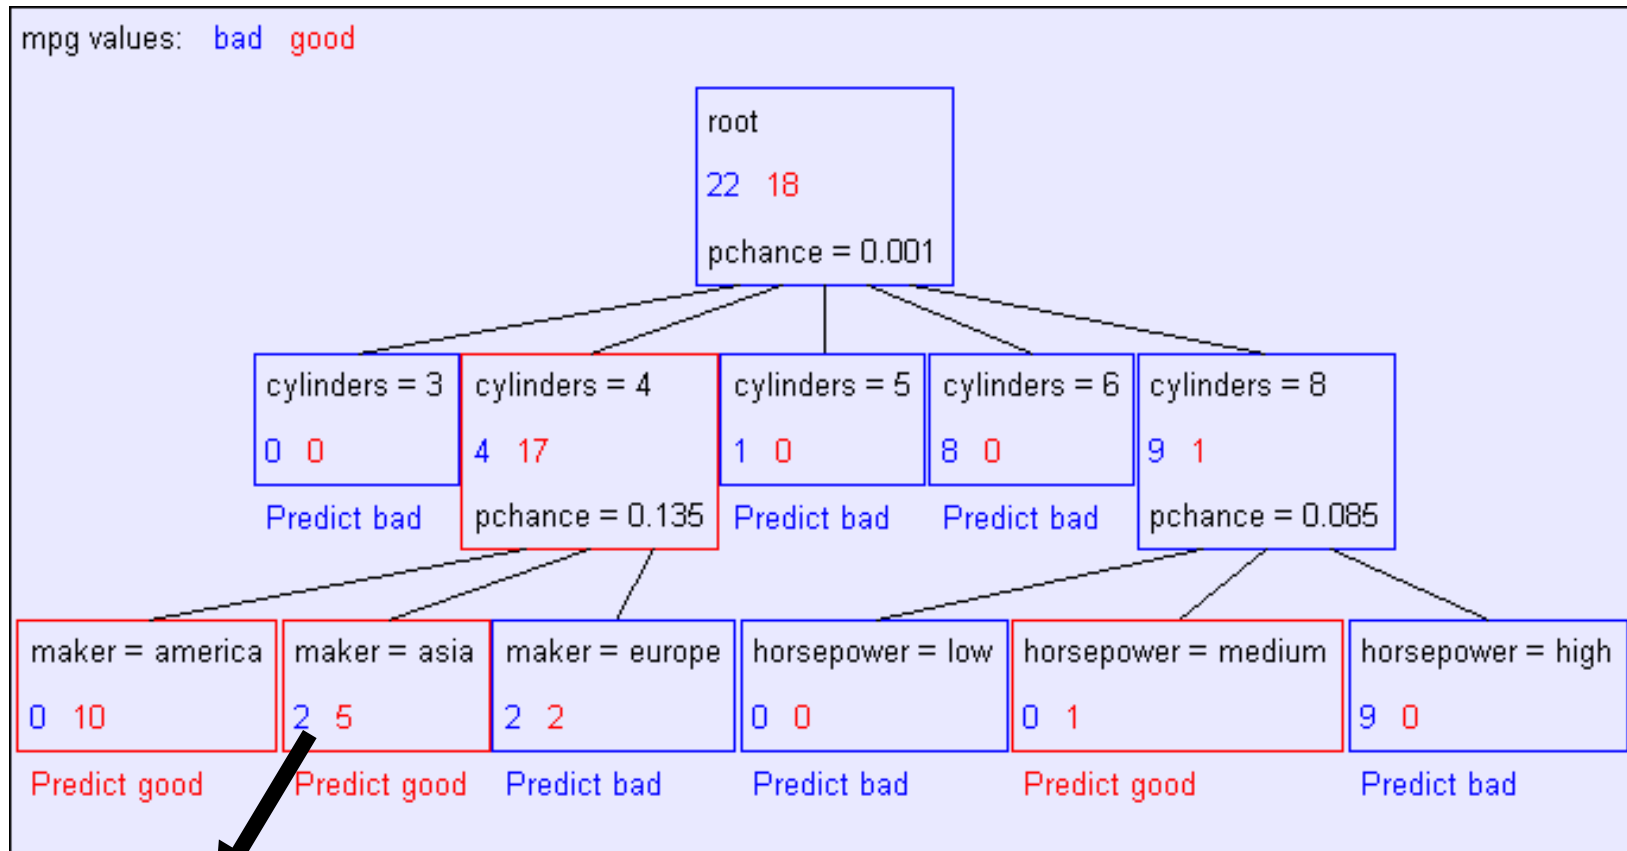 mpg values: bad good
root
22 18
pchance = 0.001
cylinders = 3
0 0
Predict bad
cylinders = 4
4 17
pchance = 0.135
cylinders = 5
1 0
Predict bad
cylinders = 6
8 0
Predict bad
cylinders = 8
9 1
pchance = 0.085
maker = america
0 10
Predict good
maker = asia
2 5
Predict good
maker = europe
2 2
Predict bad
horsepower = low
0 0
Predict bad
horsepower = medium
0 1
Predict good
horsepower = high
9 0
Predict bad